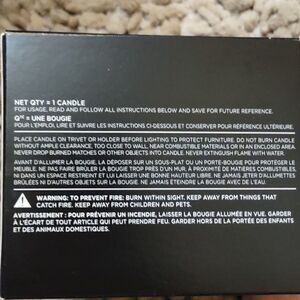 NET QTY = 1 CANDLE
FOR USAGE, READ AND FOLLOW ALL INSTRUCTIONS BELOW AND SAVE FOR FUTURE REFERENCE.
Qté = UNE BOUGIE
POUR L'EMPLOI, LIRE ET SUIVRE LES INSTRUCTIONS CI-DESSOUS ET CONSERVER POUR RÉFÉRENCE ULTÉRIEURE.
PLACE CANDLE ON TRIVET OR HOLDER BEFORE LIGHTING TO PROTECT FURNITURE. DO NOT BURN CANDLE
WITHOUT AMPLE CLEARANCE, TOO CLOSE TO WALL, NEAR COMBUSTIBLE MATERIALS OR IN AN ENCLOSED AREA.
NEVER DROP BURNED MATCHES OR OTHER OBJECTS INTO CANDLE. NEVER EXTINGUISH FLAME WITH WATER.
AVANT D'ALLUMER LA BOUGIE, LA DÉPOSER SUR UN SOUS-PLAT OU UN PORTE-BOUGIE POUR PROTÉGER LE
MEUBLE. NE PAS FAIRE BRÛLER LA BOUGIE TROP PRÈS D'UN MUR, À PROXIMITÉ DE MATIÈRES COMBUSTIBLES,
NI DANS UN ESPACE RESTREINT ET LUI LAISSER UNE BONNE HAUTEUR LIBRE. NE JAMAIS JETER D'ALLUMETTES
BRÛLÉES NI D'AUTRES OBJETS SUR LA BOUGIE. NE JAMAIS ÉTEINDRE LA BOUGIE AVEC DE L'EAU.
WARNING: TO PREVENT FIRE: BURN WITHIN SIGHT. KEEP AWAY FROM THINGS THAT
CATCH FIRE. KEEP AWAY FROM CHILDREN AND PETS.
AVERTISSEMENT : POUR PRÉVENIR UN INCENDIE, LAISSER LA BOUGIE ALLUMÉE EN VUE. GARDER
À L'ÉCART DE TOUT ARTICLE QUI PEUT PRENDRE FEU. GARDER HORS DE LA PORTÉE DES ENFANTS
ET DES ANIMAUX DOMESTIQUES.